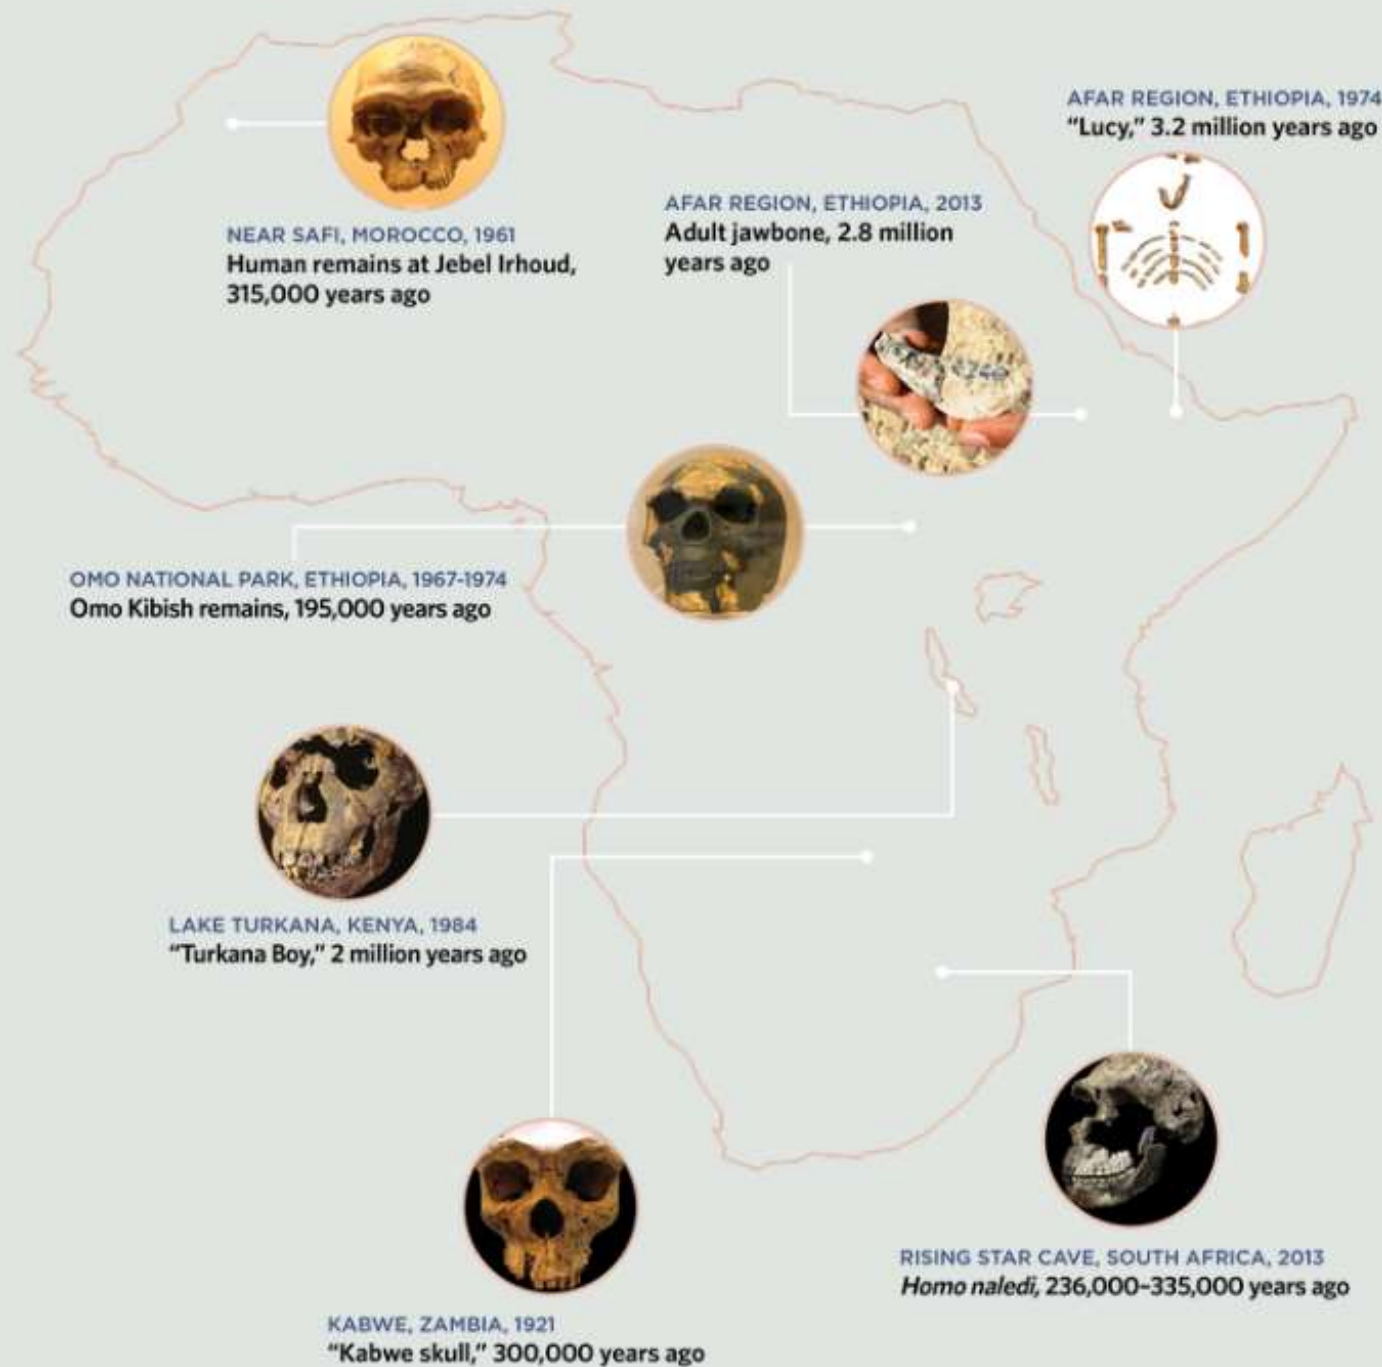 AFAR REGION, ETHIOPIA, 1974
“Lucy,” 3.2 million years ago
AFAR REGION, ETHIOPIA, 2013
Adult jawbone, 2.8 million
years ago
NEAR SAFI, MOROCCO, 1961
Human remains at Jebel Irhoud,
315,000 years ago
OMO NATIONAL PARK, ETHIOPIA, 1967-1974
Omo Kibish remains, 195,000 years ago
LAKE TURKANA, KENYA, 1984
“Turkana Boy,” 2 million years ago
RISING STAR CAVE, SOUTH AFRICA, 2013
Homo naledi, 236,000–335,000 years ago
KABWE, ZAMBIA, 1921
“Kabwe skull,” 300,000 years ago